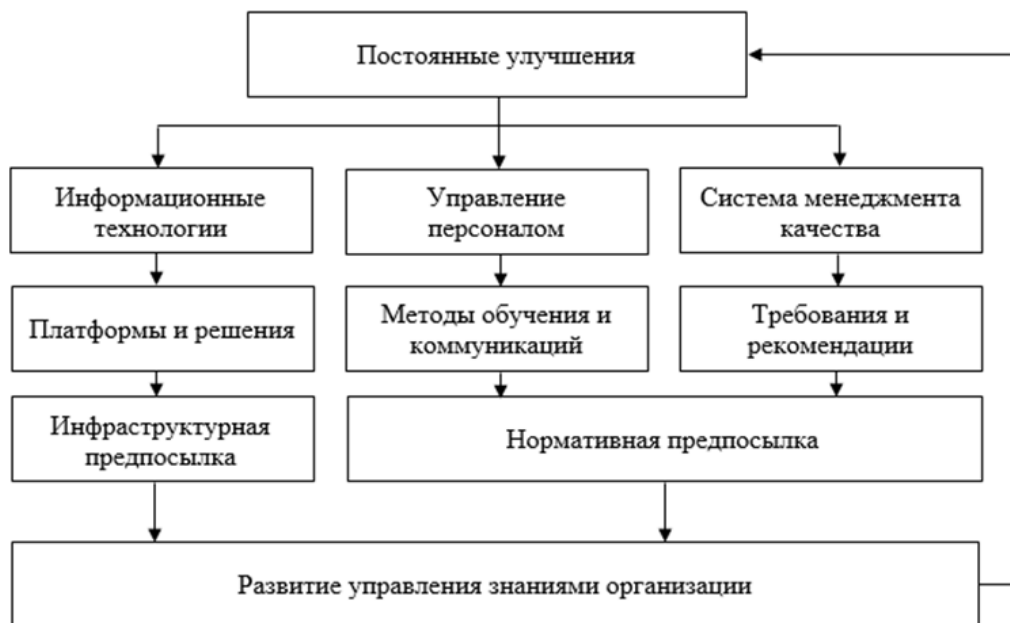 Постоянные улучшения
Информационные
технологии
Управление
персоналом
Система менеджмента
качества
Платформы и решения
Методы обучения и
коммуникаций
Требования и
рекомендации
Инфраструктурная
предпосылка
Нормативная предпосылка
Развитие управления знаниями организации